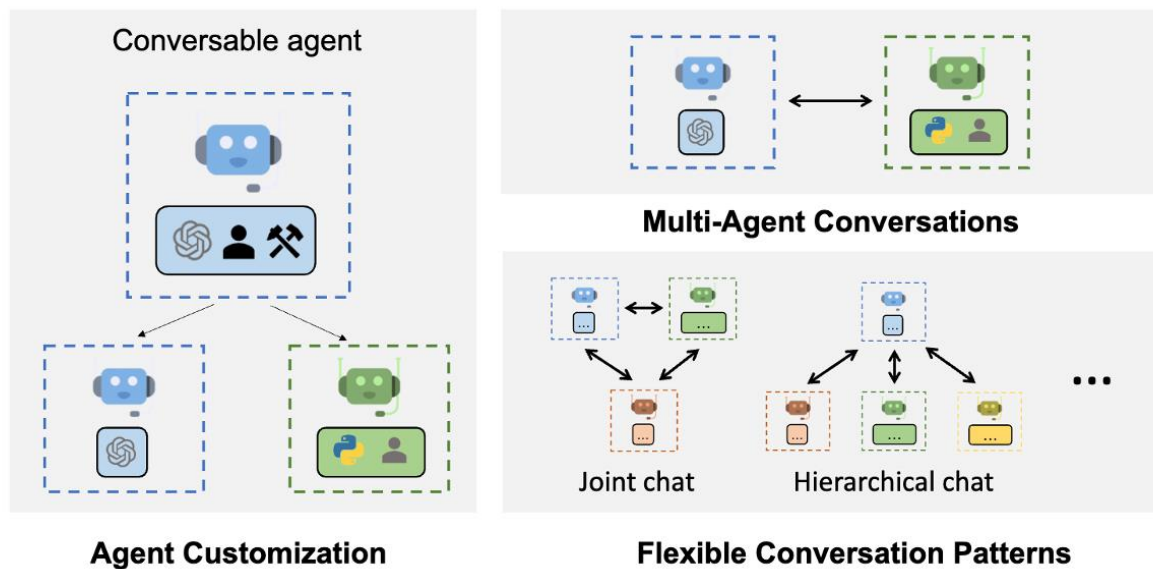 Conversable agent
Agent Customization
Multi-Agent Conversations
...
...
...
...
...
...
...
...
Joint chat
Hierarchical chat
Flexible Conversation Patterns